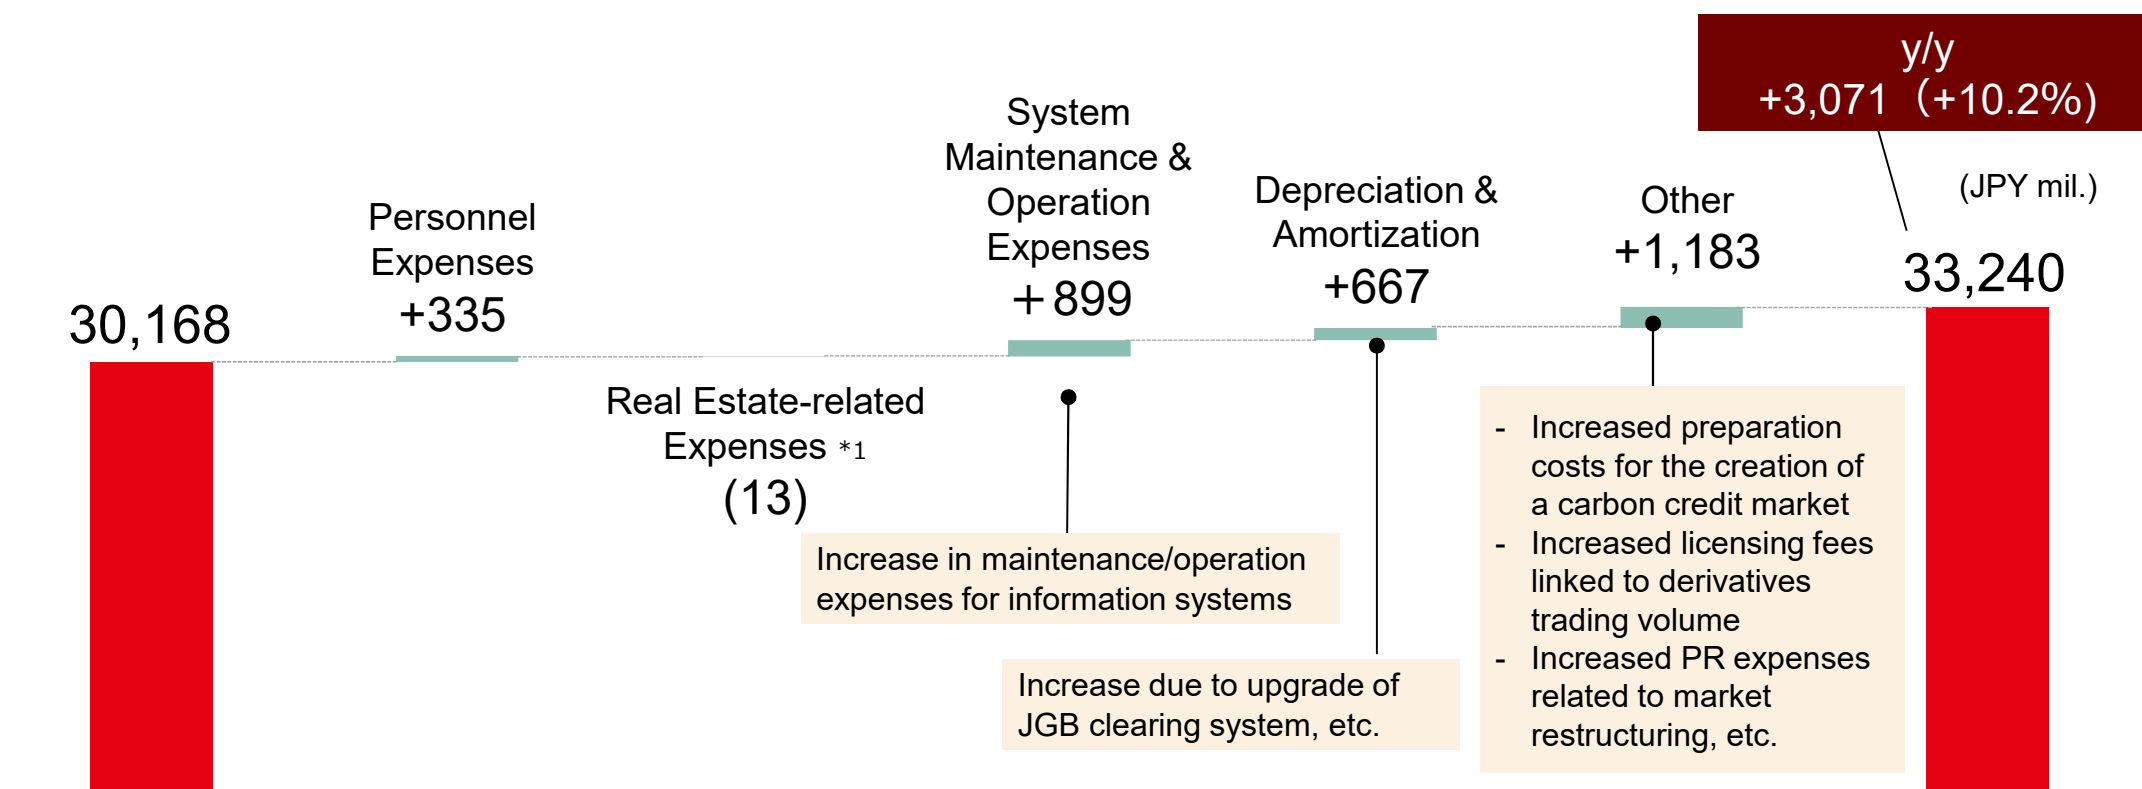 y/y
+3,071（+10.2%)
(JPY mil.)
30,168
Personnel
Expenses
+335
Real Estate-related
Expenses *1
(13)
System
Maintenance &
Operation
Expenses
＋899
Depreciation &
Amortization
+667
Other
+1,183
33,240
Increase in maintenance/operation
expenses for information systems
Increase due to upgrade of
JGB clearing system, etc.
- Increased preparation
costs for the creation of
a carbon credit market
- Increased licensing fees
linked to derivatives
trading volume
- Increased PR expenses
related to market
restructuring, etc.